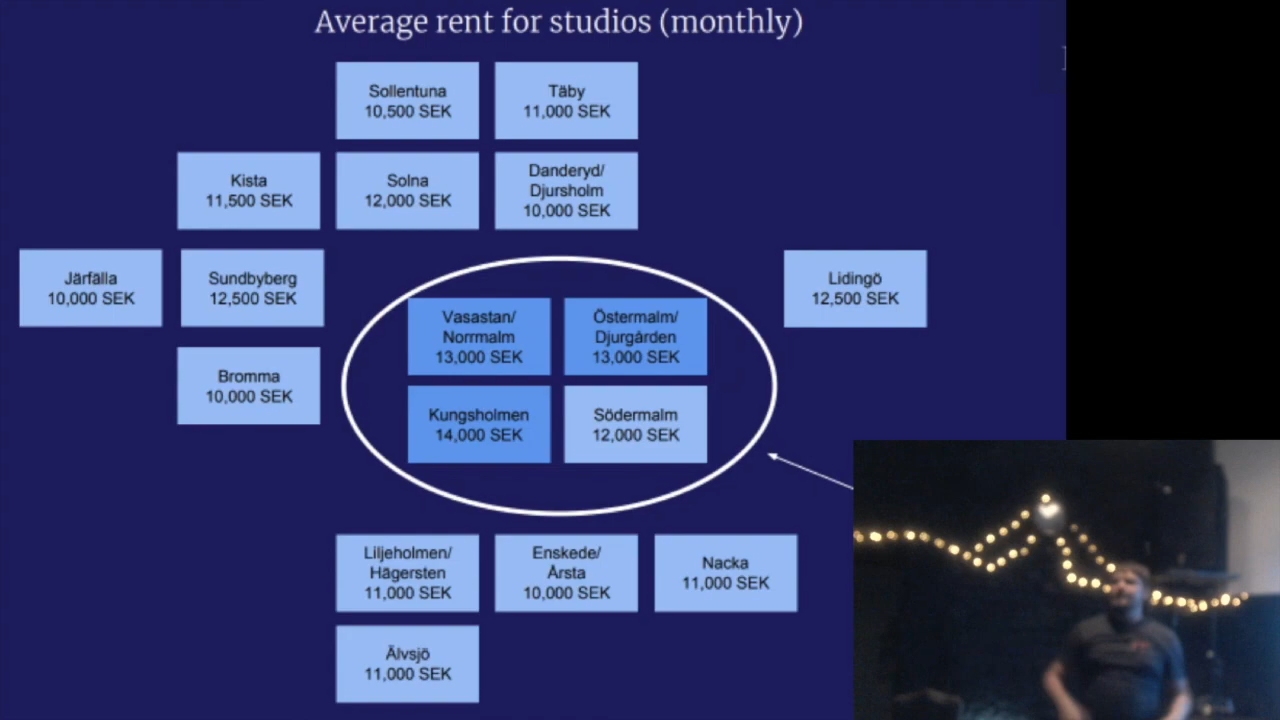 Average rent for studios (monthly)
Sollentuna
10,500 SEK
Täby
11,000 SEK
Kista
11,500 SEK
Solna
12,000 SEK
Danderyd/
Djursholm
10,000 SEK
Järfälla
10,000 SEK
Sundbyberg
12,500 SEK
Lidingö
12,500 SEK
Vasastan/
Norrmalm
13,000 SEK
Östermalm/
Djurgården
13,000 SEK
Bromma
10,000 SEK
Kungsholmen
14,000 SEK
Södermalm
12,000 SEK
Liljeholmen/
Hägersten
11,000 SEK
Enskede/
Årsta
10,000 SEK
Nacka
11,000 SEK
Älvsjö
11,000 SEK